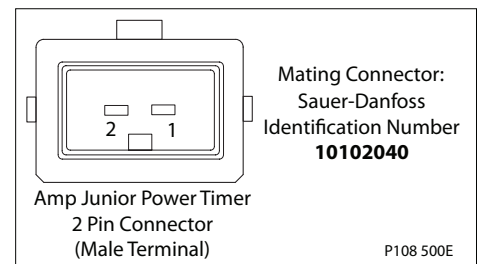 2 1
Amp Junior Power Timer
2 Pin Connector
(Male Terminal)
Mating Connector:
Sauer-Danfoss
Identification Number
10102040
P108 500E